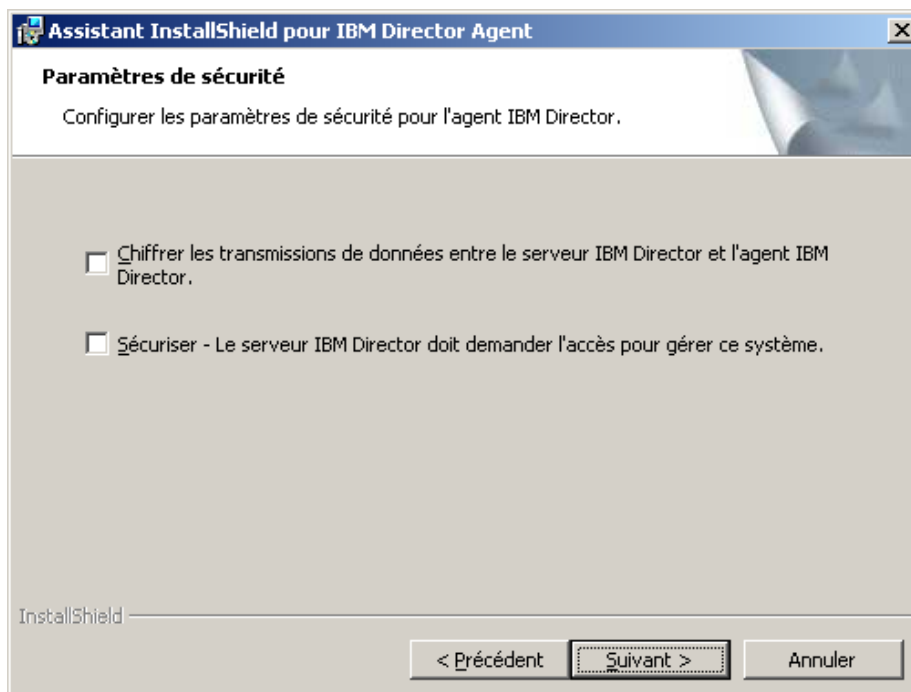 Assistant InstallShield pour IBM Director Agent
Paramètres de sécurité
Configurer les paramètres de sécurité pour l'agent IBM Director.
Chiffrer les transmissions de données entre le serveur IBM Director et l'agent IBM
Director.
Sécuriser - Le serveur IBM Director doit demander l'accès pour gérer ce système.
InstallShield
< Précédent Suivant > Annuler